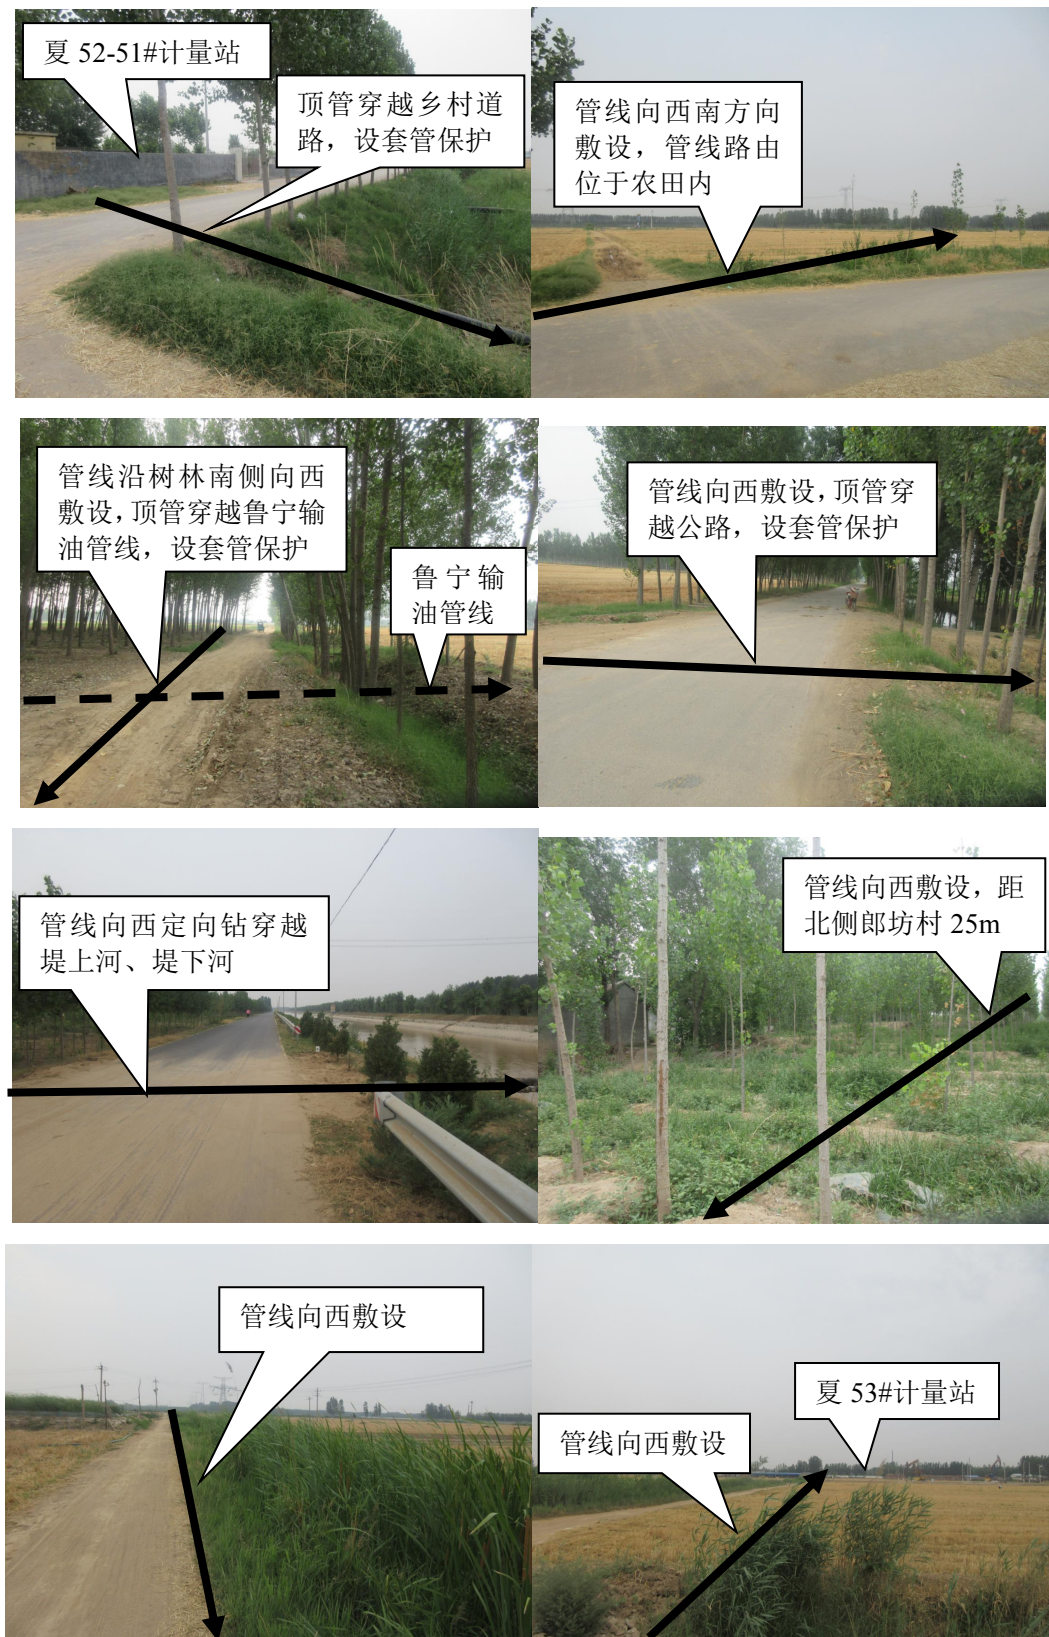 夏 52-51#计量站
顶管穿越乡村道
路，设套管保护
管线向西南方向
敷设，管线路由
位于农田内
管线沿树林南侧向西
敷设，顶管穿越鲁宁输
油管线，设套管保护
鲁宁输
油管线
管线向西敷设，顶管穿
越公路，设套管保护
管线向西定向钻穿越
堤上河、堤下河
管线向西敷设，距
北侧郎坊村 25m
管线向西敷设
夏 53#计量站
管线向西敷设